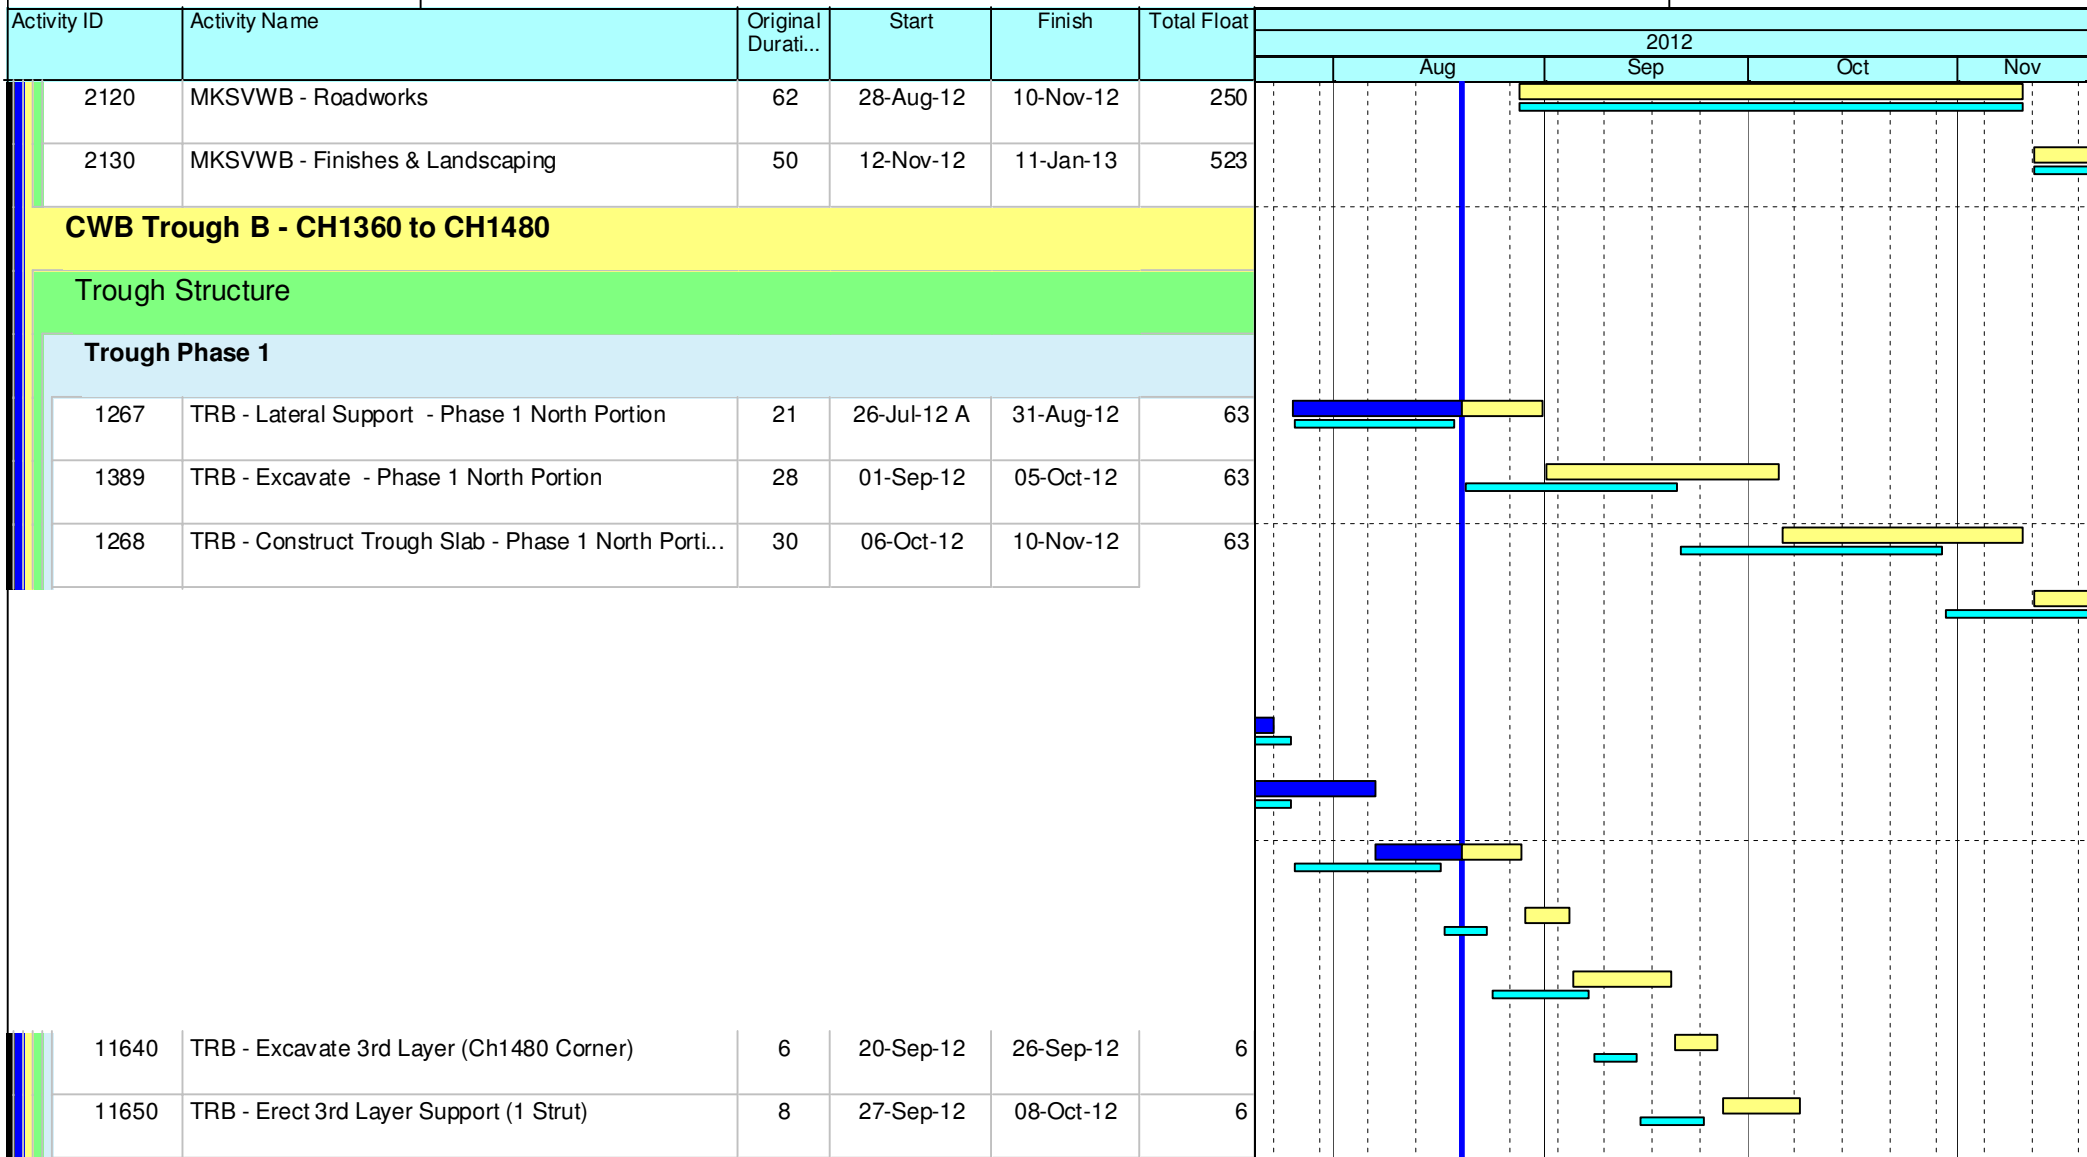 Activity ID Activity Name Original Durati... Start Finish Total Float
2012
Aug Sep Oct Nov
2120 MKSVWB - Roadworks 62 28-Aug-12 10-Nov-12 250
2130 MKSVWB - Finishes & Landscaping 50 12-Nov-12 11-Jan-13 523
CWB Trough B - CH1360 to CH1480
Trough Structure
Trough Phase 1
1267 TRB - Lateral Support - Phase 1 North Portion 21 26-Jul-12 A 31-Aug-12 63
1389 TRB - Excavate - Phase 1 North Portion 28 01-Sep-12 05-Oct-12 63
1268 TRB - Construct Trough Slab - Phase 1 North Porti... 30 06-Oct-12 10-Nov-12 63
11640 TRB - Excavate 3rd Layer (Ch1480 Corner) 6 20-Sep-12 26-Sep-12 6
11650 TRB - Erect 3rd Layer Support (1 Strut) 8 27-Sep-12 08-Oct-12 6